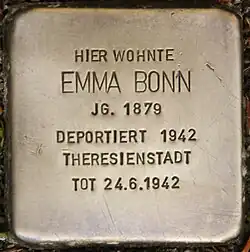 HIER WOHNTE
EMMA BONN
JG. 1879
DEPORTIERT 1942
THERESIENSTADT
TOT 24.6.1942